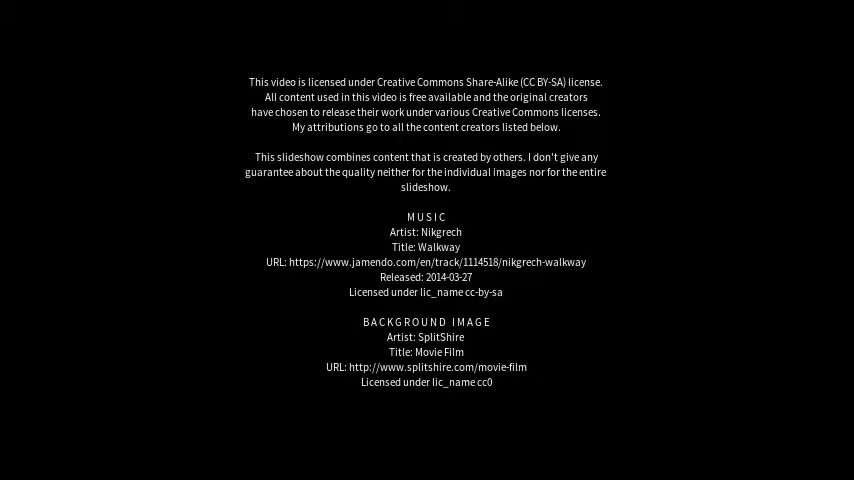 This video is licensed under Creative Commons Share-Alike (CC BY-SA) license.
All content used in this video is free available and the original creators
have chosen to release their work under various Creative Commons licenses.
My attributions go to all the content creators listed below.
This slideshow combines content that is created by others. I don't give any
guarantee about the quality neither for the individual images nor for the entire
slideshow.
MUSIC
Artist: Nikgrech
Title: Walkway
URL: https://www.jamendo.com/en/track/1114518/nikgrech-walkway
Released: 2014-03-27
Licensed under lic_name cc-by-sa
BACKGROUND IMAGE
Artist: SplitShire
Title: Movie Film
URL: http://www.splitshire.com/movie-film
Licensed under lic_name cc0